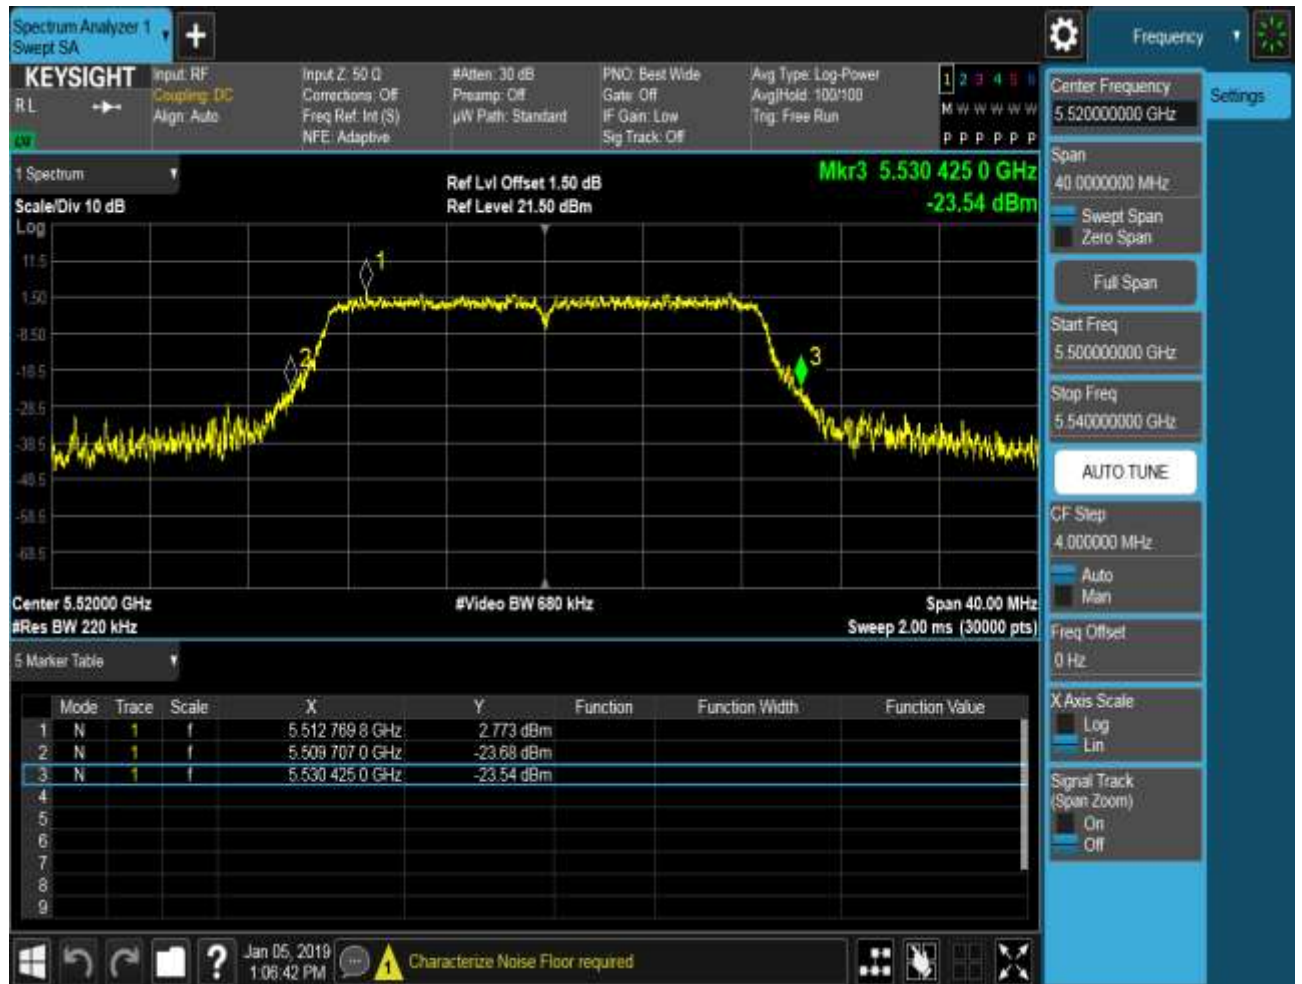 Spectrum Analyzer 1
Swept SA
+
Frequency
KEYSIGHT
R L
Input: RF
Coupling: DC
Align: Auto
Input Z: 50 Ω
Corrections: Off
Freq Ref: Int (S)
NFE: Adaptive
#Atten: 30 dB
Preamp: Off
µW Path: Standard
PNO: Best Wide
Gate: Off
IF Gain: Low
Sig Track: Off
Avg Type: Log-Power
Avg|Hold: 100/100
Trig: Free Run
1 2 3 4 5 6
M W W W W W
P P P P P P
1 Spectrum
Scale/Div 10 dB
Ref Lvl Offset 1.50 dB
Ref Level 21.50 dBm
Mkr3 5.530 425 0 GHz
-23.54 dBm
Log
11.5
1.50
-8.50
-18.5
-28.5
-38.5
-48.5
-58.5
-68.5
1
2
3
Center 5.52000 GHz
#Res BW 220 kHz
#Video BW 680 kHz
Span 40.00 MHz
Sweep 2.00 ms (30000 pts)
5 Marker Table
Mode Trace Scale X Y Function Function Width Function Value
1 N 1 f 5.512 769 8 GHz 2.773 dBm
2 N 1 f 5.509 707 0 GHz -23.68 dBm
3 N 1 f 5.530 425 0 GHz -23.54 dBm
4
5
6
7
8
9
Center Frequency
5.520000000 GHz
Settings
Span
40.0000000 MHz
Swept Span
Zero Span
Full Span
Start Freq
5.500000000 GHz
Stop Freq
5.540000000 GHz
AUTO TUNE
CF Step
4.000000 MHz
Auto
Man
Freq Offset
0 Hz
X Axis Scale
Log
Lin
Signal Track
(Span Zoom)
On
Off
?
Jan 05, 2019
1:06:42 PM
1
Characterize Noise Floor required